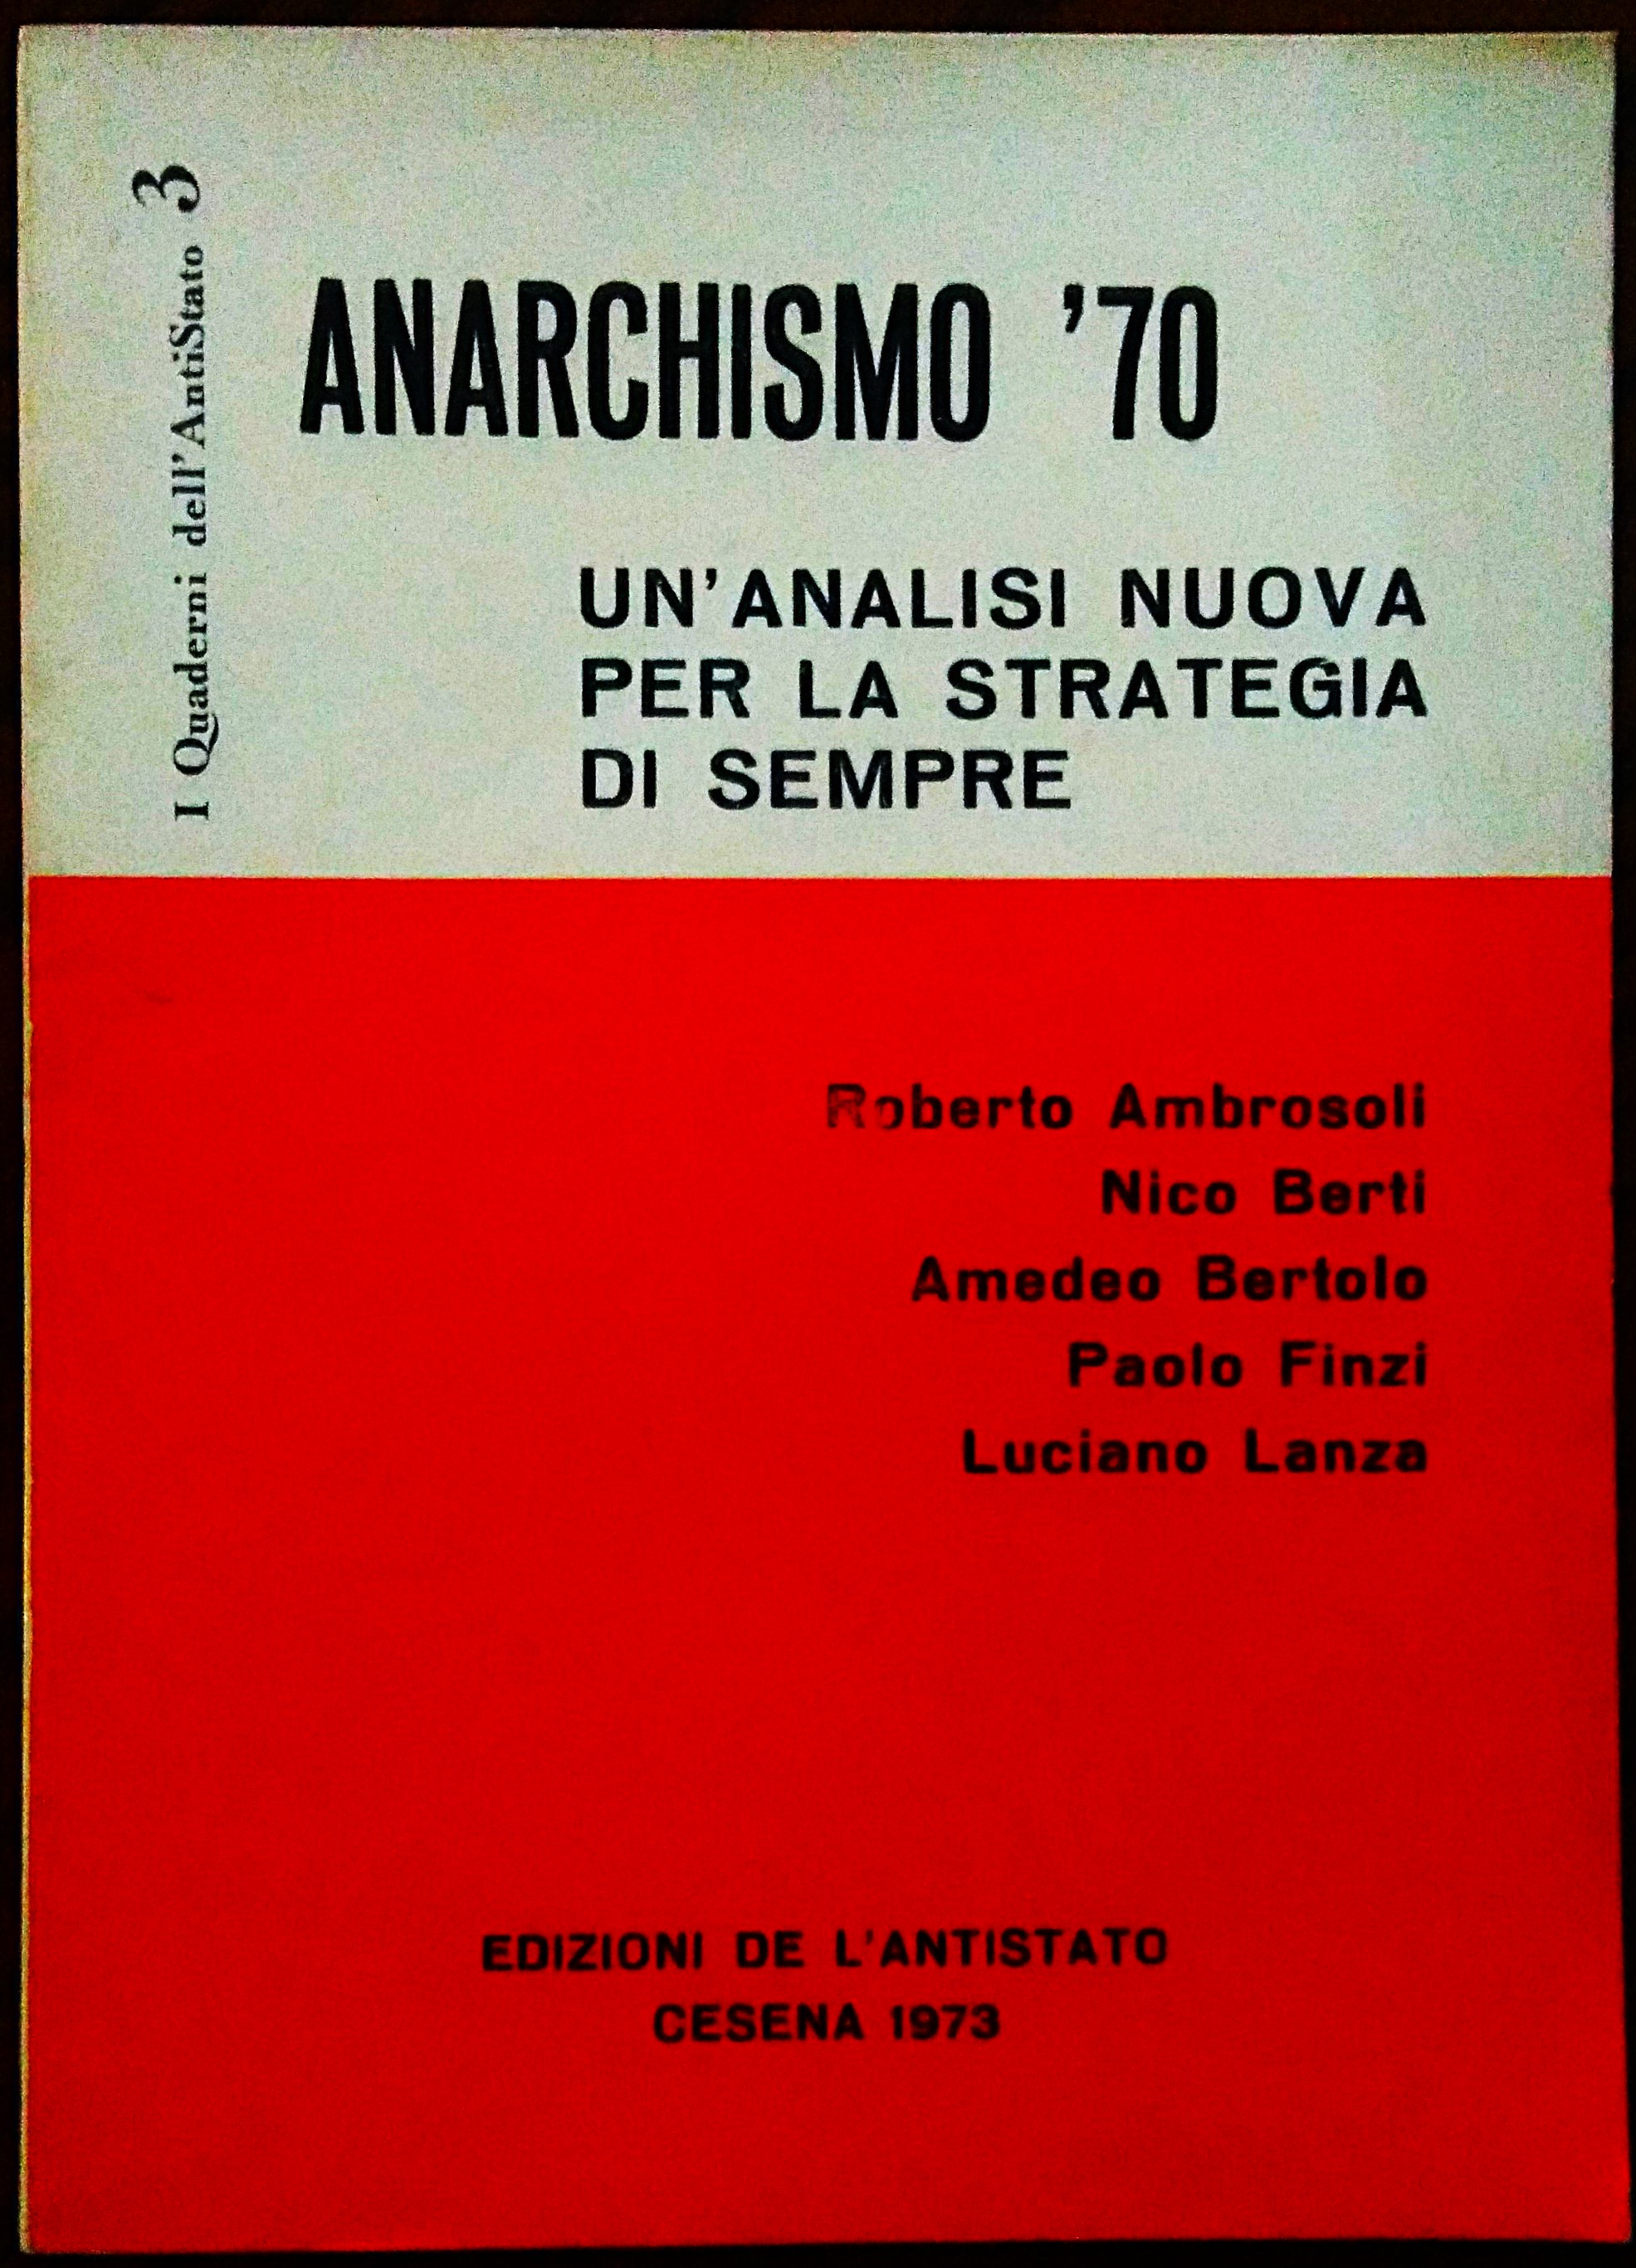 I Quaderni dell'AntiStato 3
ANARCHISMO '70
UN'ANALISI NUOVA
PER LA STRATEGIA
DI SEMPRE
Roberto Ambrosoli
Nico Berti
Amedeo Bertolo
Paolo Finzi
Luciano Lanza
EDIZIONI DE L'ANTISTATO
CESENA 1973